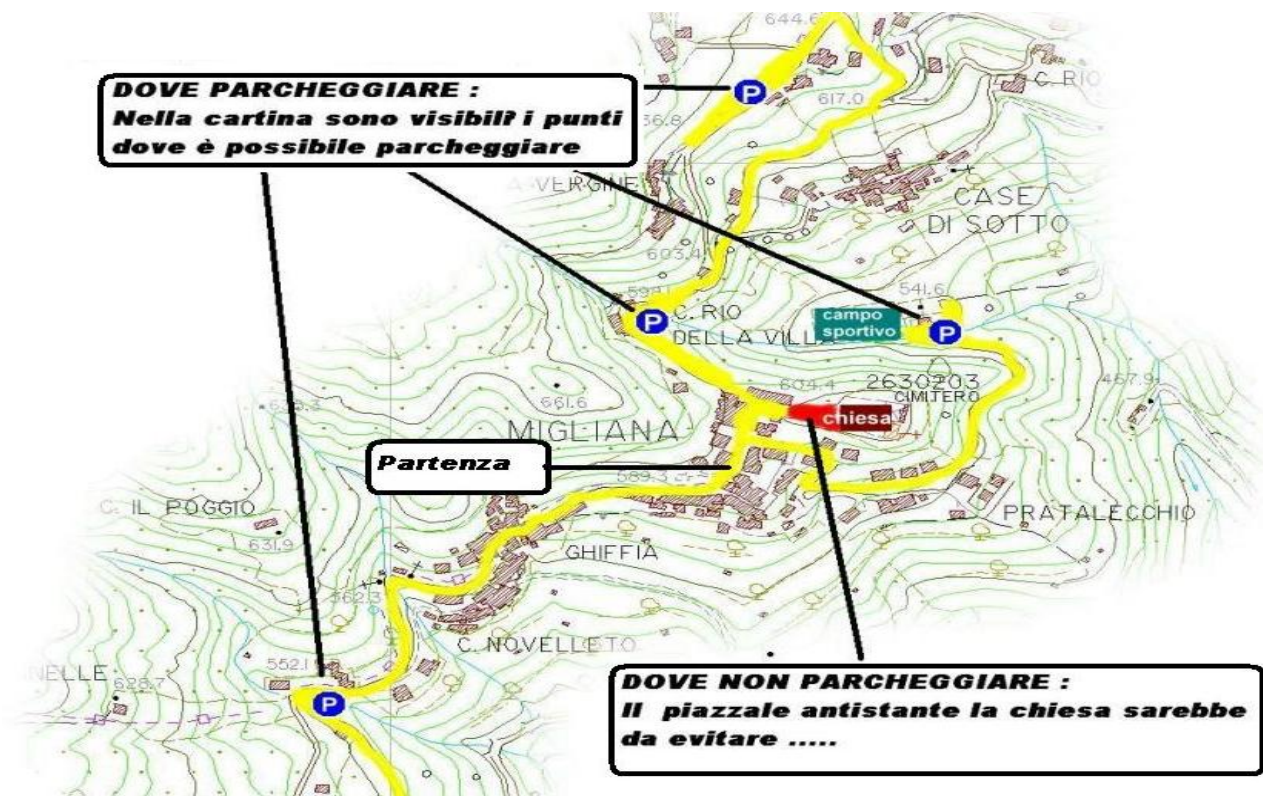 644.6
DOVE PARCHEGGIARE :
Nella cartina sono visibil? i punti
dove è possibile parcheggiare
P
C. RIO
617.0
36.8
A VERGINE
CASE
DI SOTTO
603.4
541.6
P
C. RIO
DELLA VILLA
campo
sportivo
P
604.4
2630203
CIMITERO
467.9
661.6
chiesa
MIGLIANA
Partenza
589.3
C. IL POGGIO
631.9
PRATALECCHIO
GHIFFIA
562.3
C. NOVELLETO
552.1
NELLE
628.7
P
DOVE NON PARCHEGGIARE :
Il piazzale antistante la chiesa sarebbe
da evitare .....